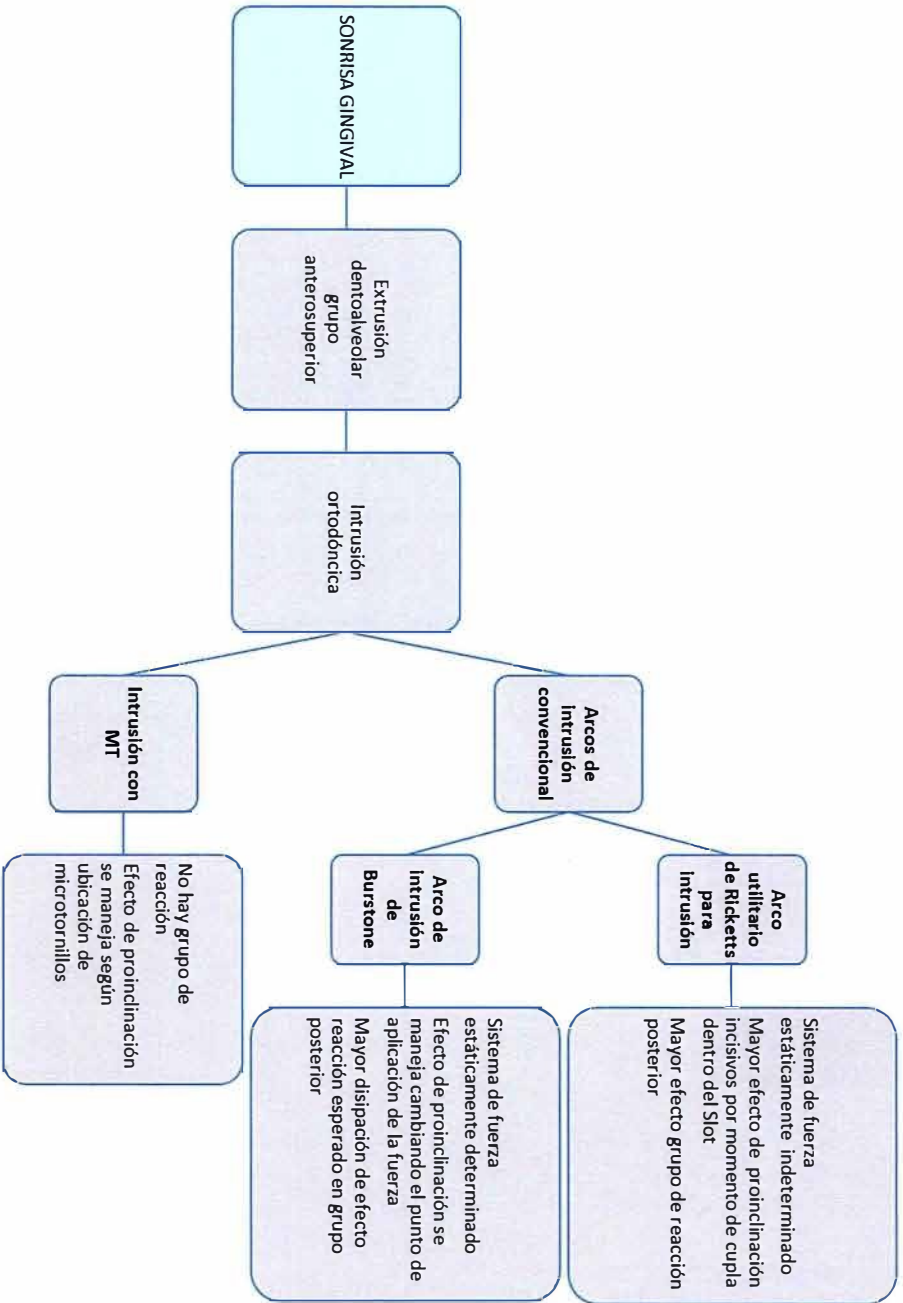 SONRISA GINGIVAL
Extrusión
dentoalveolar
grupo
anterosuperior
Intrusión
ortodóncica
Arcos de
intrusión
convencional
Arco
utilitario
de Ricketts
para
intrusión
Sistema de fuerza
estáticamente indeterminado
Mayor efecto de proinclinación
incisivos por momento de cupla
dentro del Slot
Mayor efecto grupo de reacción
posterior
Arco de
intrusión
de
Burstone
Sistema de fuerza
estáticamente determinado
Efecto de proinclinación se
maneja cambiando el punto de
aplicación de la fuerza
Mayor disipación de efecto
reacción esperado en grupo
posterior
Intrusión con
MT
No hay grupo de
reacción
Efecto de proinclinación
se maneja según
ubicación de
microtornillos